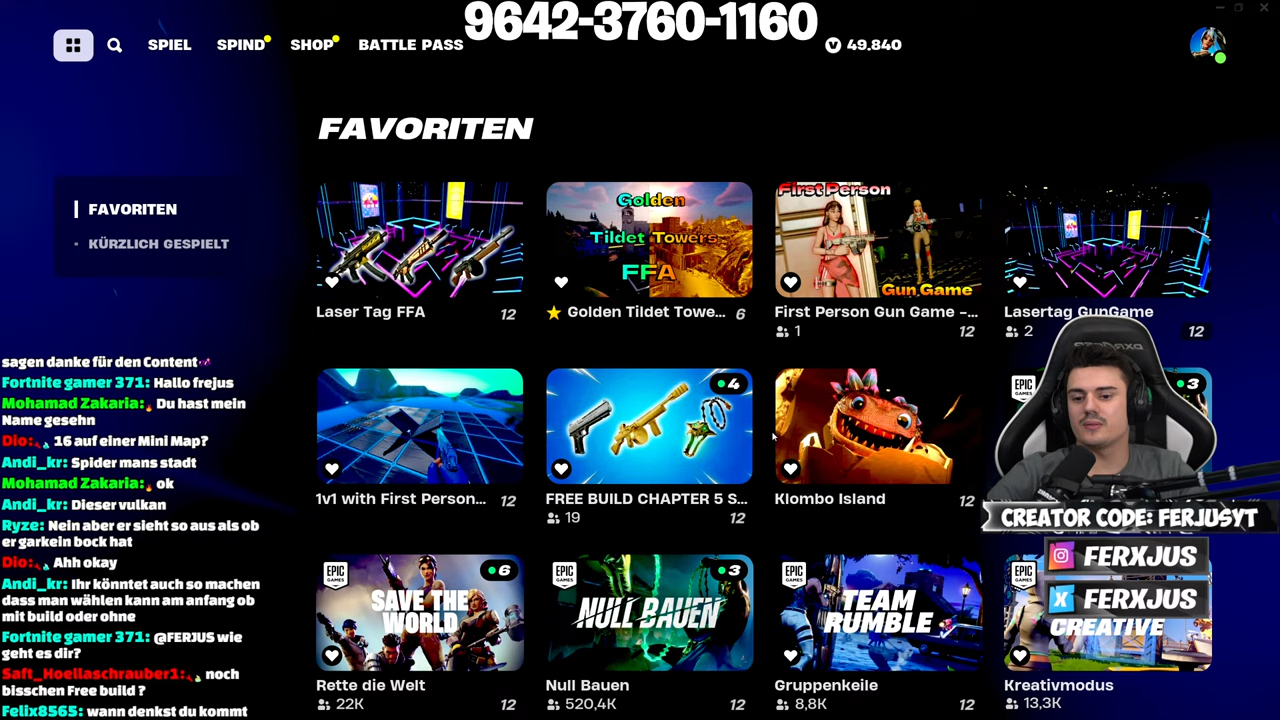 9642-3760-1160
SPIEL
SPIND
SHOP
BATTLE PASS
49.840
FAVORITEN
FAVORITEN
KÜRZLICH GESPIELT
Laser Tag FFA
12
Golden
Tildet Towers
FFA
Golden Tildet Towe...
6
First Person
Gun Game
First Person Gun Game -...
1
12
Lasertag GunGame
2
12
1v1 with First Person...
12
4
FREE BUILD CHAPTER 5 S...
19
12
Klombo Island
12
EPIC GAMES
3
EPIC GAMES
6
SAVE THE
WORLD
Rette die Welt
22K
12
EPIC GAMES
3
NULL BAUEN
Null Bauen
520,4K
12
EPIC GAMES
TEAM
RUMBLE
Gruppenkeile
8,8K
12
EPIC GAMES
CREATIVE
Kreativmodus
13,3K
12
DXRACER
CREATOR CODE: FERJUSYT
FERXJUS
X FERXJUS
sagen danke für den Content
Fortnite gamer 371: Hallo frejus
Mohamad Zakaria: Du hast mein
Name gesehn
Dio: 16 auf einer Mini Map?
Andi_kr: Spider mans stadt
Mohamad Zakaria: ok
Andi_kr: Dieser vulkan
Ryze: Nein aber er sieht so aus als ob
er garkein bock hat
Dio: Ahh okay
Andi_kr: Ihr könntet auch so machen
dass man wählen kann am anfang ob
mit build oder ohne
Fortnite gamer 371: @FERJUS wie
geht es dir?
Saft_Hoellaschrauber1: noch
bisschen Free build ?
Felix8565: wann denkst du kommt